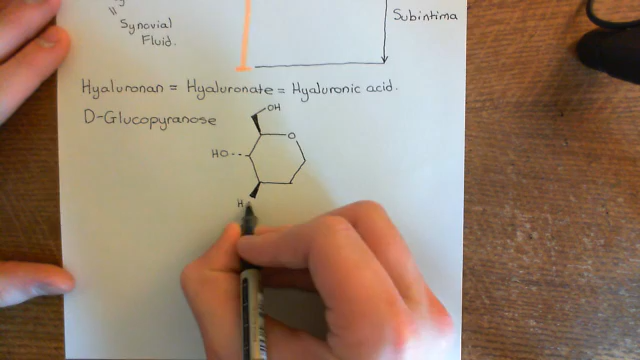 Synovial
Fluid.
Subintima
Hyaluronan = Hyaluronate = Hyaluronic acid.
D-Glucopyranose
OH
O
HO
H